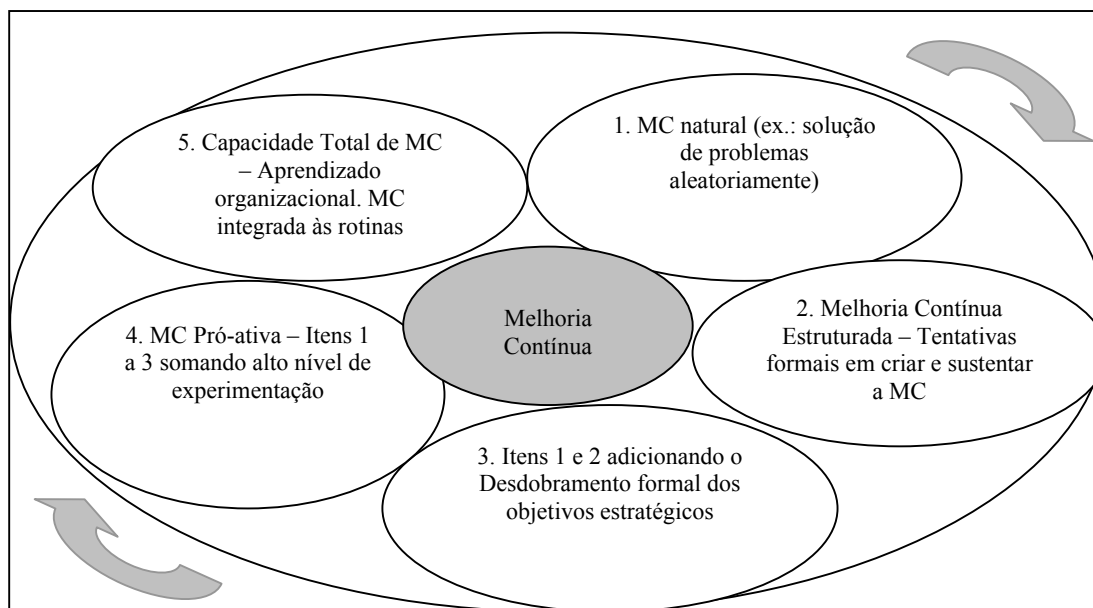 1. MC natural (ex.: solução
de problemas
aleatoriamente)
2. Melhoria Contínua
Estruturada – Tentativas
formais em criar e sustentar
a MC
3. Itens 1 e 2 adicionando o
Desdobramento formal dos
objetivos estratégicos
4. MC Pró-ativa – Itens 1
a 3 somando alto nível de
experimentação
5. Capacidade Total de MC
– Aprendizado
organizacional. MC
integrada às rotinas
Melhoria
Contínua